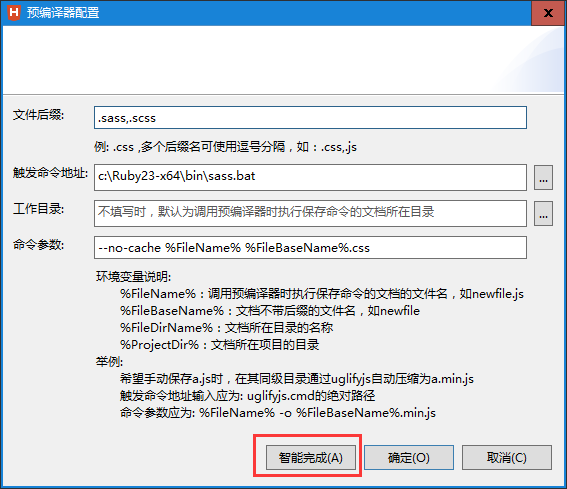 H 预编译器配置 x
文件后缀: .sass,.scss
例: .css ,多个后缀名可使用逗号分隔，如：.css,.js
触发命令地址: c:\Ruby23-x64\bin\sass.bat ...
工作目录: 不填写时，默认为调用预编译器时执行保存命令的文档所在目录 ...
命令参数: --no-cache %FileName% %FileBaseName%.css
环境变量说明:
%FileName%：调用预编译器时执行保存命令的文档的文件名，如newfile.js
%FileBaseName%：文档不带后缀的文件名，如newfile
%FileDirName%：文档所在目录的名称
%ProjectDir%：文档所在项目的目录
举例:
希望手动保存a.js时，在其同级目录通过uglifyjs自动压缩为a.min.js
触发命令地址输入应为: uglifyjs.cmd的绝对路径
命令参数应为: %FileName% -o %FileBaseName%.min.js
智能完成(A) 确定(O) 取消(C)